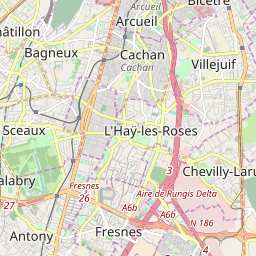 Bicêtre
Arcueil
Arcueil
âtillon
Bagneux
Cachan
Cachan
Villejuif
Sceaux
L'Haÿ-les-Roses
3
Chevilly-Laru
alabry
Fresnes
26
Aire de Rungis Delta
27
A6b
A6b
N 186
Antony
Fresnes
4